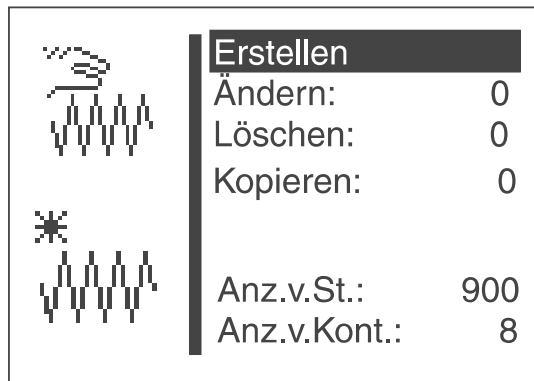 Erstellen
Ändern: 0
Löschen: 0
Kopieren: 0
Anz.v.St.: 900
Anz.v.Kont.: 8